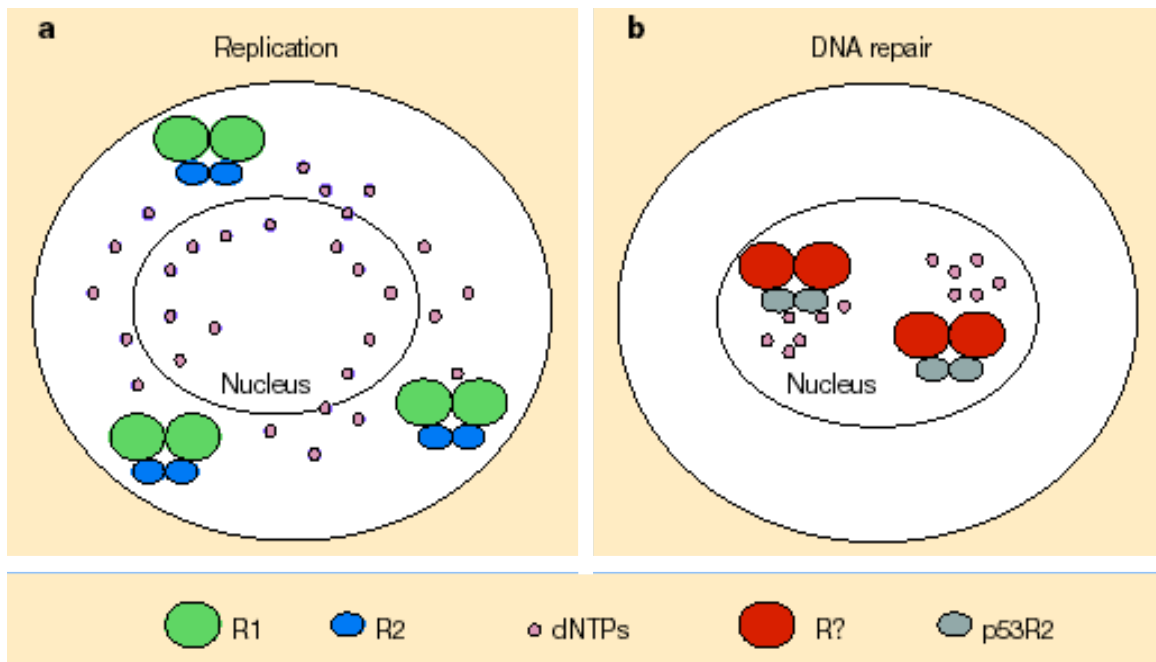 a
Replication
Nucleus
b
DNA repair
Nucleus
R1 R2 dNTPs R? p53R2